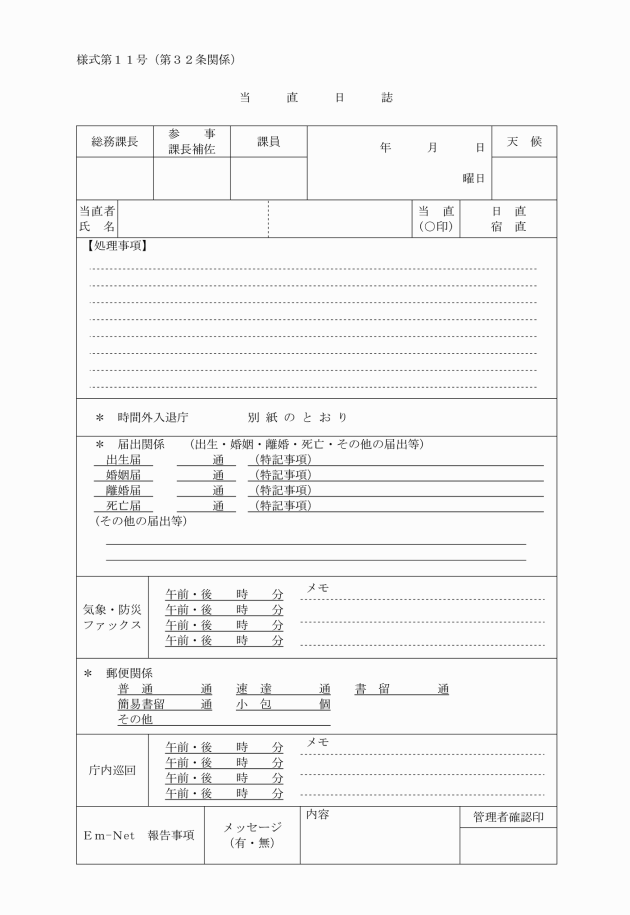 様式第１１号（第３２条関係）
当　直　日　誌
総務課長　参　事　課員　年　月　日　天　候
課長補佐
曜日
当直者　当　直　日　直
氏　名　（○印）　宿　直
【処理事項】
＊　時間外入退庁　別 紙 の と お り
＊　届出関係　（出生・婚姻・離婚・死亡・その他の届出等）
出生届　通　（特記事項）
婚姻届　通　（特記事項）
離婚届　通　（特記事項）
死亡届　通　（特記事項）
（その他の届出等）
気象・防災
ファックス
午前・後　時　分　メモ
午前・後　時　分
午前・後　時　分
午前・後　時　分
＊　郵便関係
普　通　通　速　達　通　書　留　通
簡易書留　通　小　包　個
その他
庁内巡回
午前・後　時　分　メモ
午前・後　時　分
午前・後　時　分
午前・後　時　分
Ｅm−Net　報告事項　メッセージ　内容　管理者確認印
（有・無）